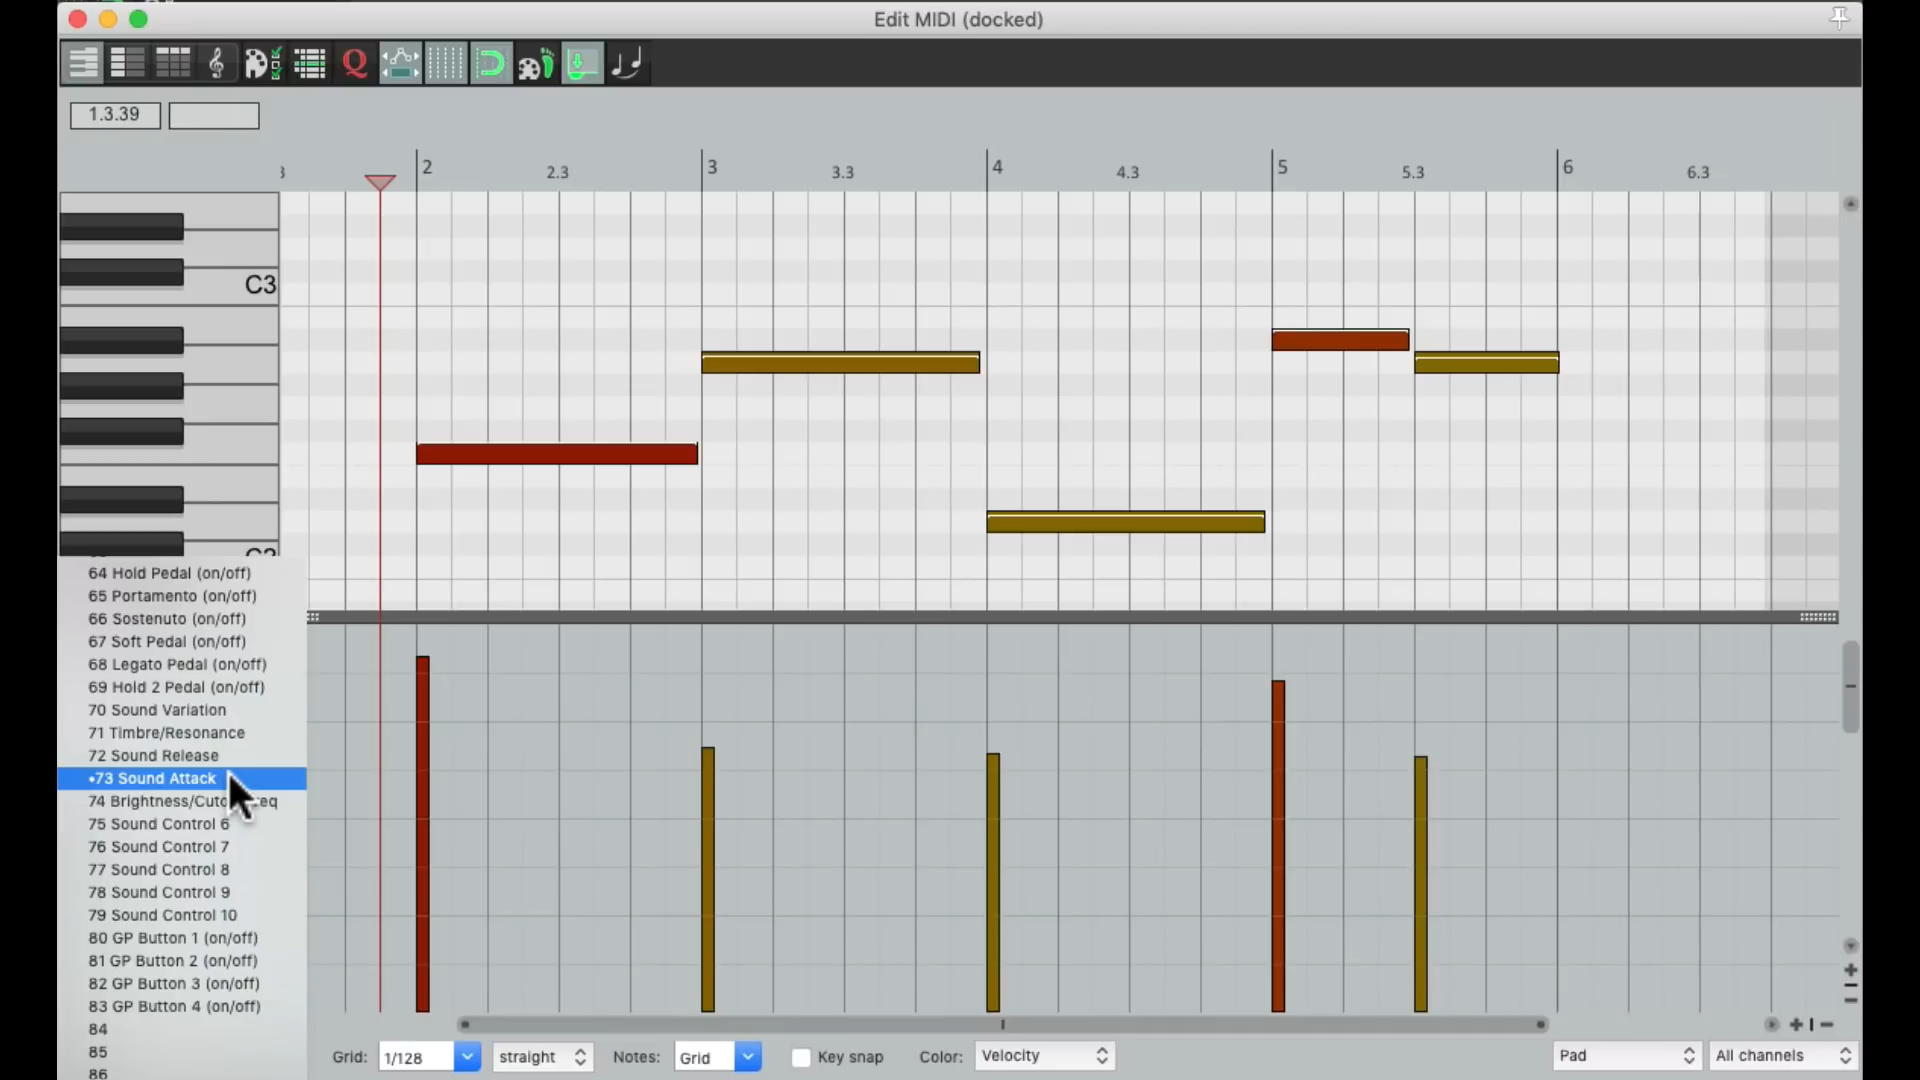 Edit MIDI (docked)
Q
1.3.39
3 2 2.3 3 3.3 4 4.3 5 5.3 6 6.3
C3
64 Hold Pedal (on/off)
65 Portamento (on/off)
66 Sostenuto (on/off)
67 Soft Pedal (on/off)
68 Legato Pedal (on/off)
69 Hold 2 Pedal (on/off)
70 Sound Variation
71 Timbre/Resonance
72 Sound Release
•73 Sound Attack
74 Brightness/Cuto eq
75 Sound Control 6
76 Sound Control 7
77 Sound Control 8
78 Sound Control 9
79 Sound Control 10
80 GP Button 1 (on/off)
81 GP Button 2 (on/off)
82 GP Button 3 (on/off)
83 GP Button 4 (on/off)
84
85
86
Grid: 1/128 straight Notes: Grid Key snap Color: Velocity Pad All channels